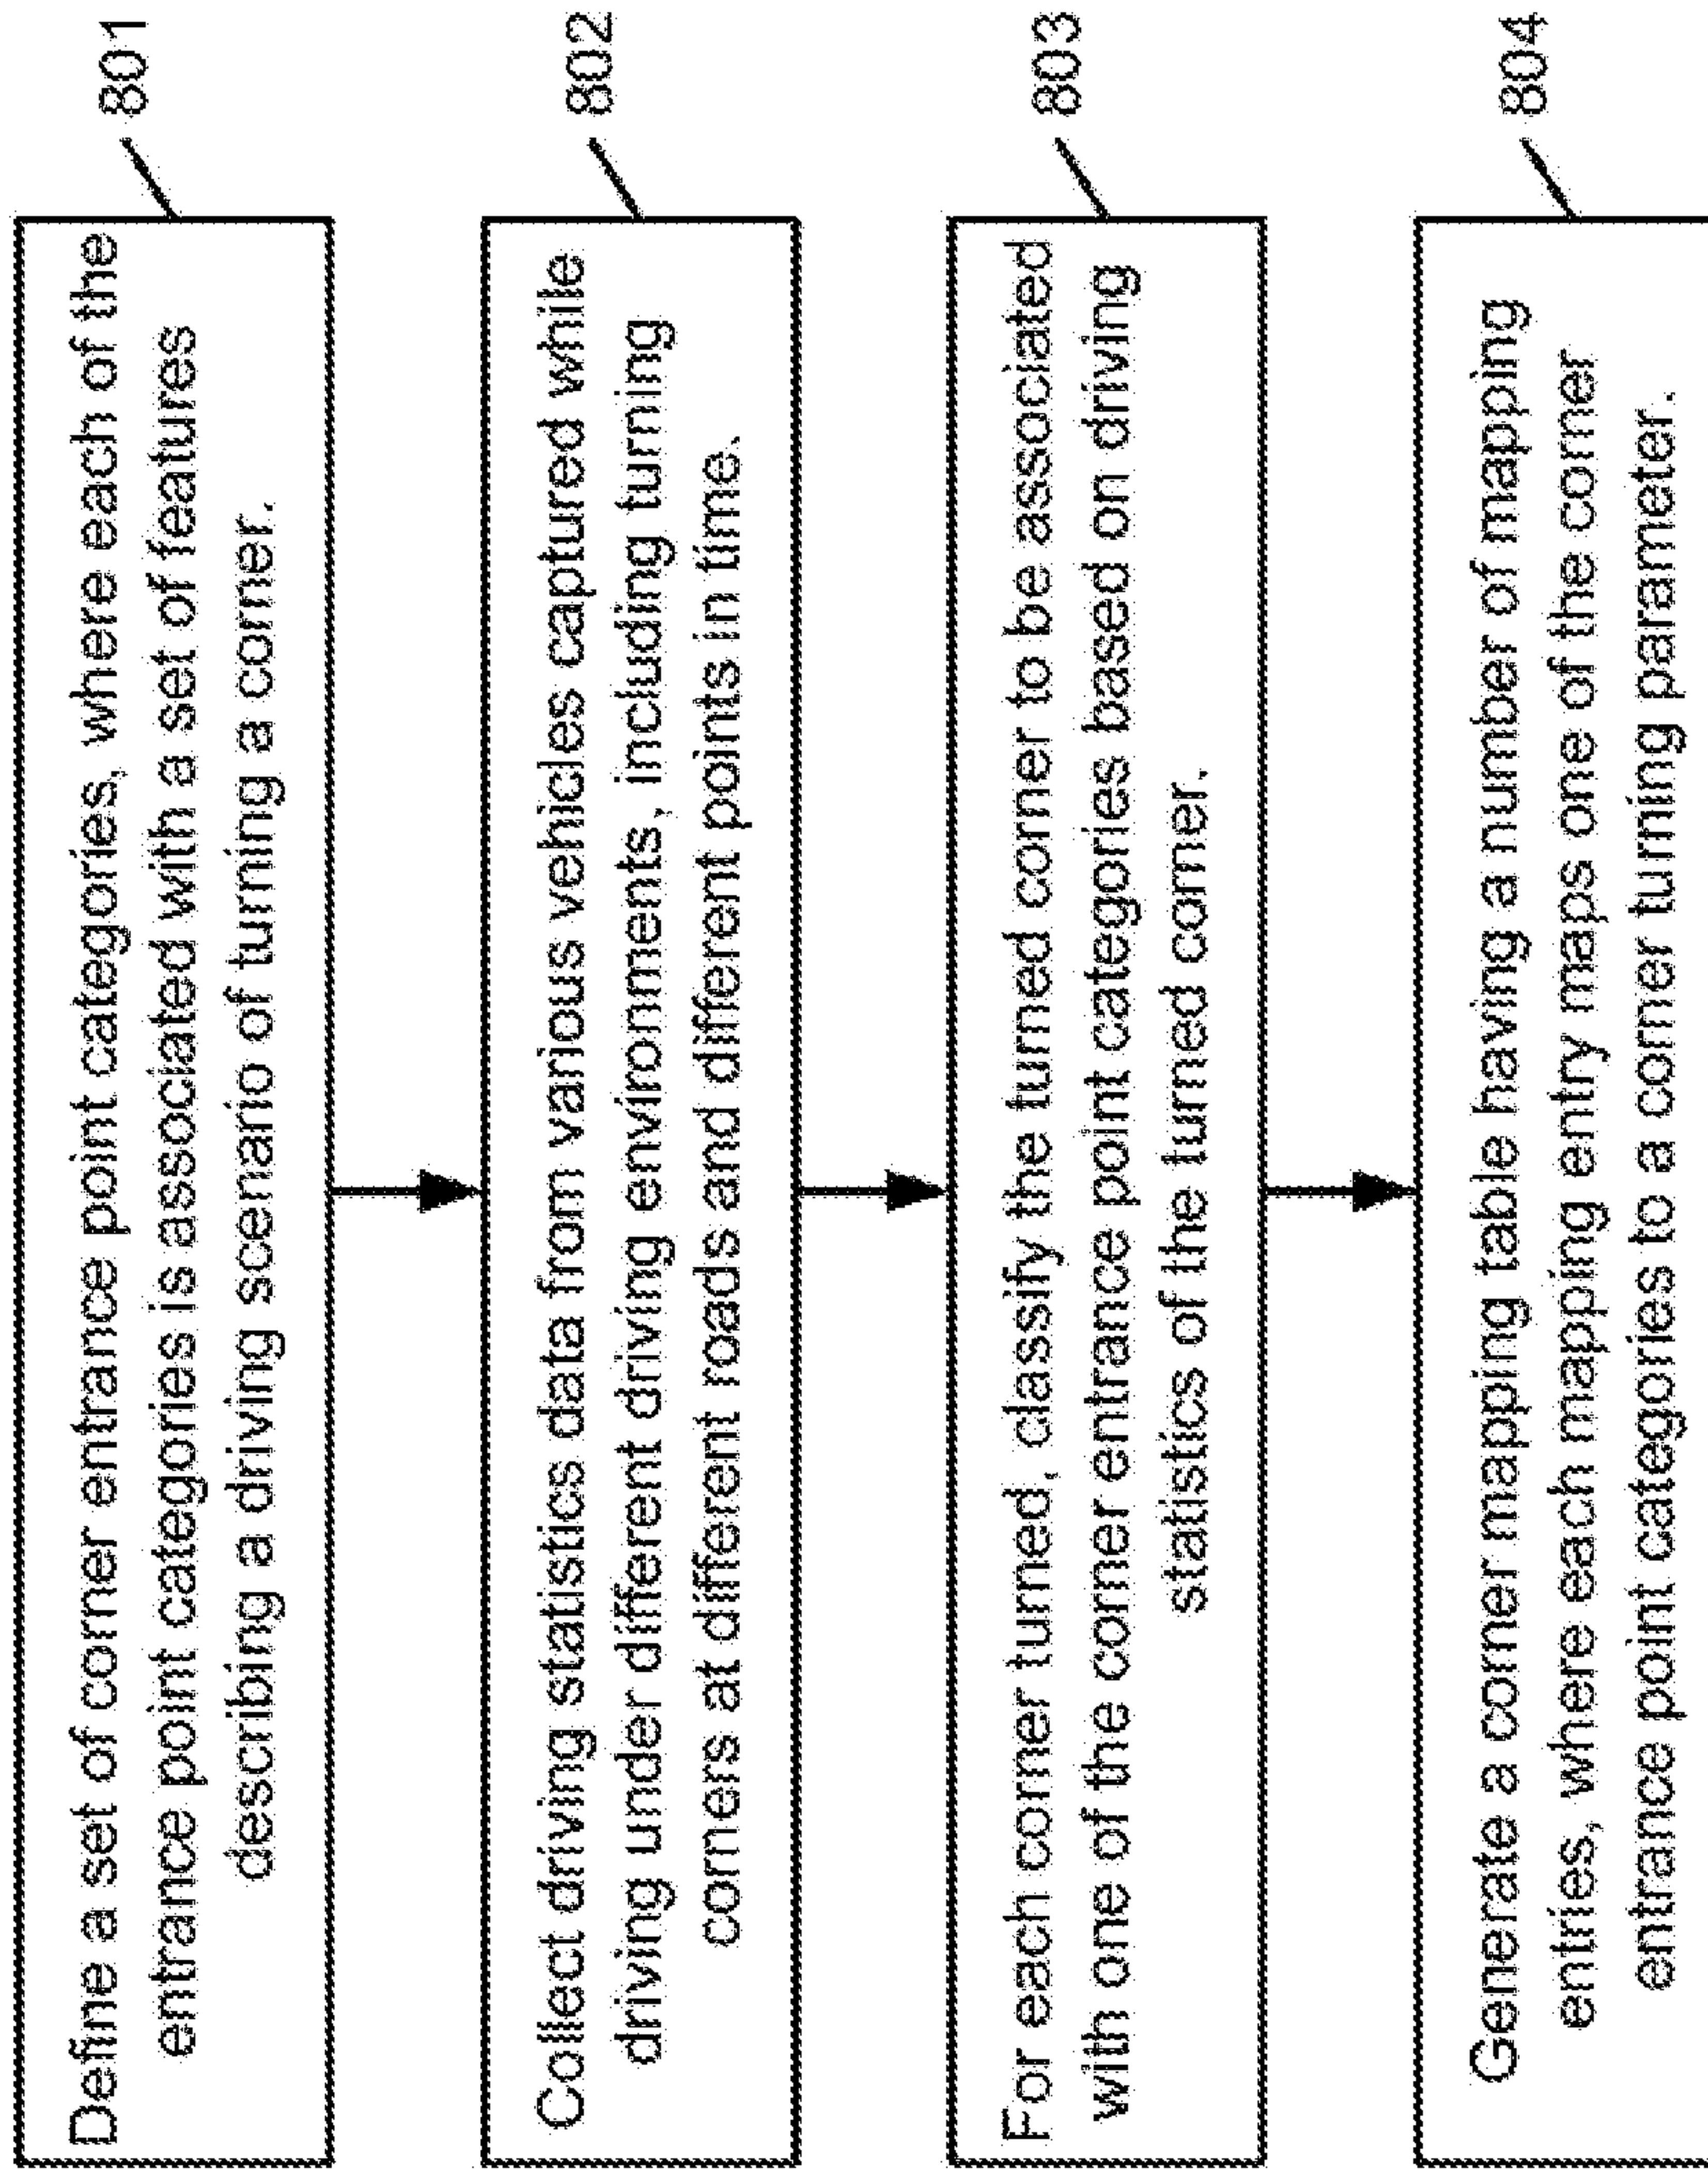 Define a set of corner entrance point categories, where each of the
entrance point categories is associated with a set of features
describing a driving scenario of turning a corner.
801
Collect driving statistics data from various vehicles captured while
driving under different driving environments, including turning
corners at different roads and different points in time.
802
For each corner turned, classify the turned corner to be associated
with one of the corner entrance point categories based on driving
statistics of the turned corner.
803
Generate a corner mapping table having a number of mapping
entries, where each mapping entry maps one of the corner
entrance point categories to a corner turning parameter.
804